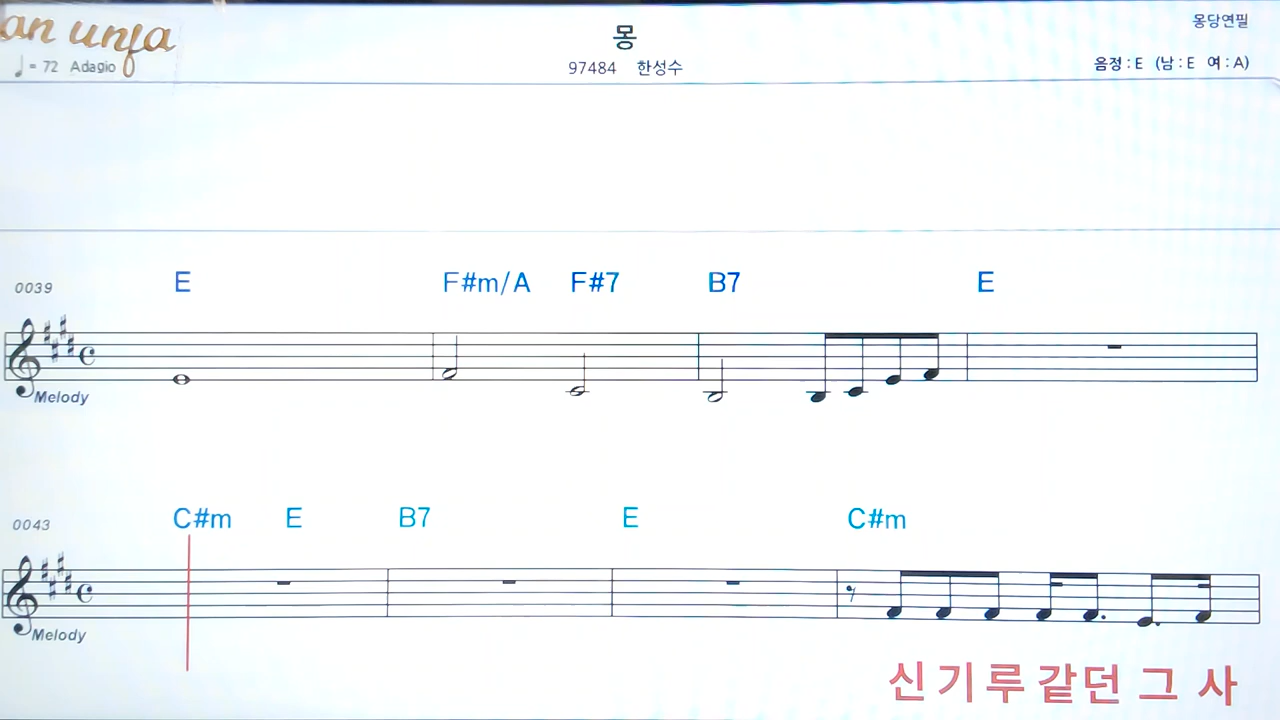 an unfa
몽
몽당연필
♩ = 72 Adagio
97484 한성수
음정 : E (남 : E 여 : A)
0039 E F#m/A F#7 B7 E
Melody
0043 C#m E B7 E C#m
Melody
신기루같던 그 사